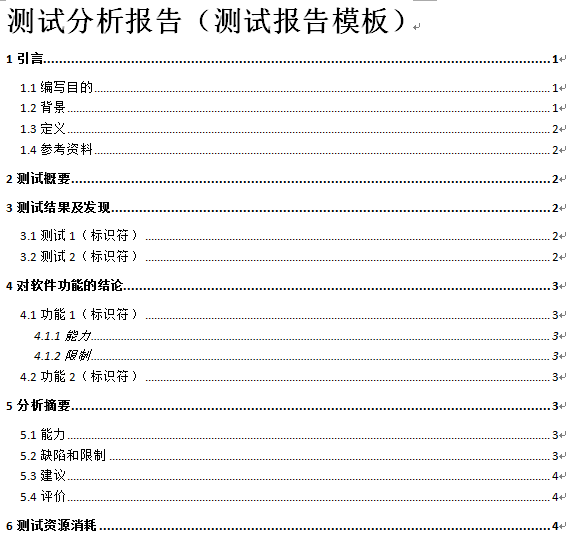 测试分析报告（测试报告模板）
1 引言 1
1.1 编写目的 1
1.2 背景 1
1.3 定义 2
1.4 参考资料 2
2 测试概要 2
3 测试结果及发现 2
3.1 测试 1（标识符） 2
3.2 测试 2（标识符） 2
4 对软件功能的结论 3
4.1 功能 1（标识符） 3
4.1.1 能力 3
4.1.2 限制 3
4.2 功能 2（标识符） 3
5 分析摘要 3
5.1 能力 3
5.2 缺陷和限制 3
5.3 建议 4
5.4 评价 4
6 测试资源消耗 4